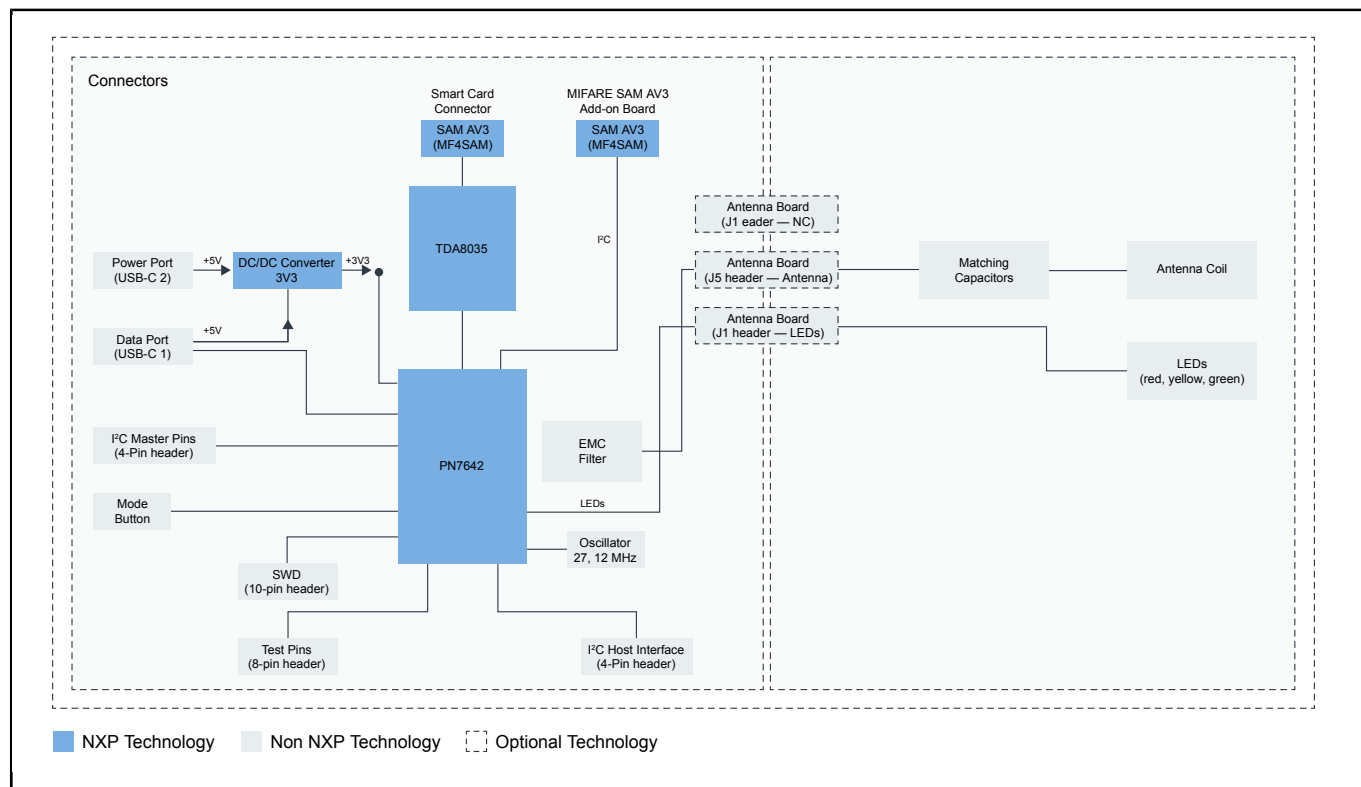 Connectors
Smart Card
Connector
MIFARE SAM AV3
Add-on Board
SAM AV3
(MF4SAM)
SAM AV3
(MF4SAM)
TDA8035
I²C
Antenna Board
(J1 eader — NC)
Power Port
(USB-C 2)
+5V
DC/DC Converter
3V3
+3V3
Antenna Board
(J5 header — Antenna)
Matching
Capacitors
Antenna Coil
Data Port
(USB-C 1)
+5V
Antenna Board
(J1 header — LEDs)
LEDs
(red, yellow, green)
I²C Master Pins
(4-Pin header)
PN7642
EMC
Filter
Mode
Button
LEDs
Oscillator
27, 12 MHz
SWD
(10-pin header)
Test Pins
(8-pin header)
I²C Host Interface
(4-Pin header)
NXP Technology
Non NXP Technology
Optional Technology